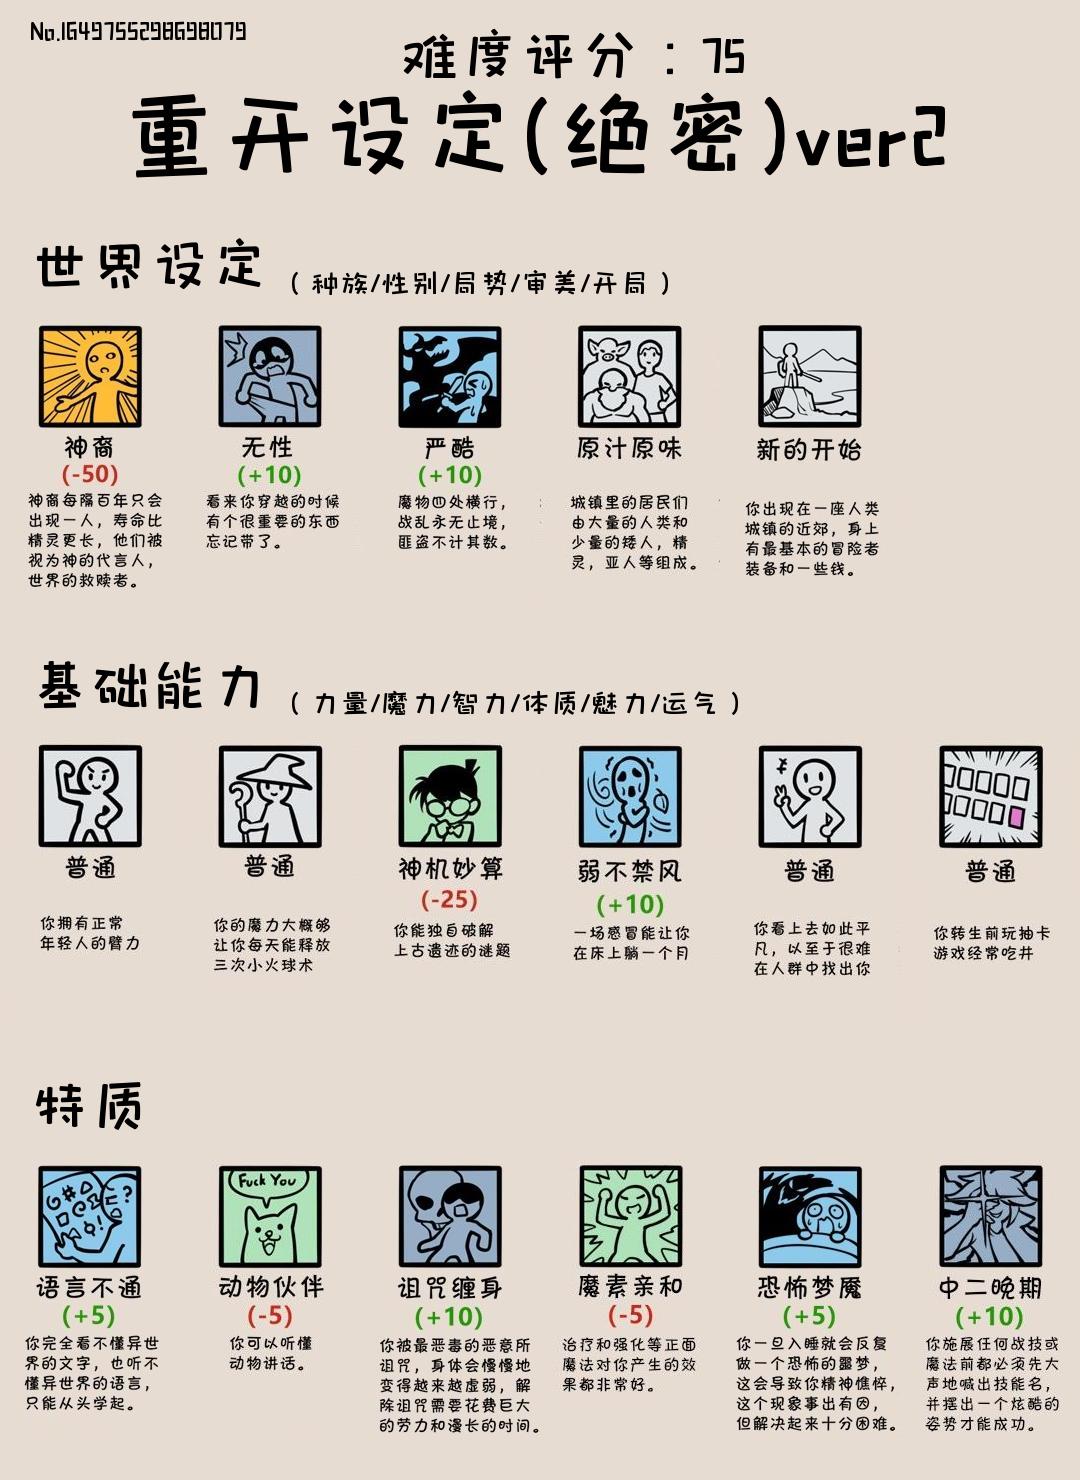 No.1649755298698079
难度评分：75
重开设定(绝密)ver2
世界设定（种族/性别/局势/审美/开局）
神裔
(-50)
神裔每隔百年只会
出现一人，寿命比
精灵更长，他们被
视为神的代言人，
世界的救赎者。
无性
(+10)
看来你穿越的时候
有个很重要的东西
忘记带了。
严酷
(+10)
魔物四处横行，
战乱永无止境，
匪盗不计其数。
原汁原味
城镇里的居民们
由大量的人类和
少量的矮人，精
灵，亚人等组成。
新的开始
你出现在一座人类
城镇的近郊，身上
有最基本的冒险者
装备和一些钱。
基础能力（力量/魔力/智力/体质/魅力/运气）
普通
你拥有正常
年轻人的臂力
普通
你的魔力大概够
让你每天能释放
三次小火球术
神机妙算
(-25)
你能独自破解
上古遗迹的谜题
弱不禁风
(+10)
一场感冒能让你
在床上躺一个月
普通
你看上去如此平
凡，以至于很难
在人群中找出你
普通
你转生前玩抽卡
游戏经常吃井
特质
语言不通
(+5)
你完全看不懂异世
界的文字，也听不
懂异世界的语言，
只能从头学起。
Fuck You
动物伙伴
(-5)
你可以听懂
动物讲话。
诅咒缠身
(+10)
你被最恶毒的恶意所
诅咒，身体会慢慢地
变得越来越虚弱，解
除诅咒需要花费巨大
的劳力和漫长的时间。
魔素亲和
(-5)
治疗和强化等正面
魔法对你产生的效
果都非常好。
恐怖梦魇
(+5)
你一旦入睡就会反复
做一个恐怖的噩梦，
这会导致你精神憔悴，
这个现象事出有因，
但解决起来十分困难。
中二晚期
(+10)
你施展任何战技或
魔法前都必须先大
声地喊出技能名，
并摆出一个炫酷的
姿势才能成功。